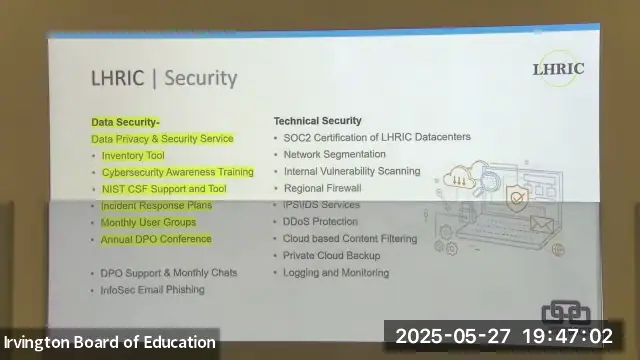 LHRIC | Security
LHRIC
Data Security-
Data Privacy & Security Service
• Inventory Tool
• Cybersecurity Awareness Training
• NIST CSF Support and Tool
• Incident Response Plans
• Monthly User Groups
• Annual DPO Conference
• DPO Support & Monthly Chats
• InfoSec Email Phishing
Technical Security
• SOC2 Certification of LHRIC Datacenters
• Network Segmentation
• Internal Vulnerability Scanning
• Regional Firewall
• IPS\IDS Services
• DDoS Protection
• Cloud based Content Filtering
• Private Cloud Backup
• Logging and Monitoring
Irvington Board of Education
2025-05-27 19:47:02